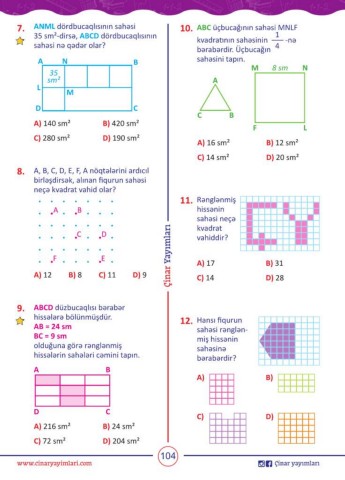 7. ANML dördbucaqlısının sahəsi
35 sm²-dirsə, ABCD dördbucaqlısının
sahəsi nə qədər olar?
A N B
35
sm²
L
M
D C
A) 140 sm² B) 420 sm²
C) 280 sm² D) 190 sm²
8. A, B, C, D, E, F, A nöqtələrini ardıcıl
birləşdirsək, alınan fiqurun sahəsi
neçə kvadrat vahid olar?
A B
C D
F E
A) 12 B) 8 C) 11 D) 9
9. ABCD düzbucaqlısı bərabər
hissələrə bölünmüşdür.
AB = 24 sm
BC = 9 sm
olduğuna görə rənglənmiş
hissələrin sahələri cəmini tapın.
A B
D C
A) 216 sm² B) 24 sm²
C) 72 sm² D) 204 sm²
Çinar Yayımları
10. ABC üçbucağının sahəsi MNLF
kvadratının sahəsinin 1/4 -nə
bərabərdir. Üçbucağın
sahəsini tapın.
M 8 sm N
A
C B
F L
A) 16 sm² B) 12 sm²
C) 14 sm² D) 20 sm²
11. Rənglənmiş
hissənin
sahəsi neçə
kvadrat
vahiddir?
A) 17 B) 31
C) 14 D) 28
12. Hansı fiqurun
sahəsi rənglən-
miş hissənin
sahəsinə
bərabərdir?
A) B)
C) D)
www.cinaryayimlari.com
104
Çinar yayımları